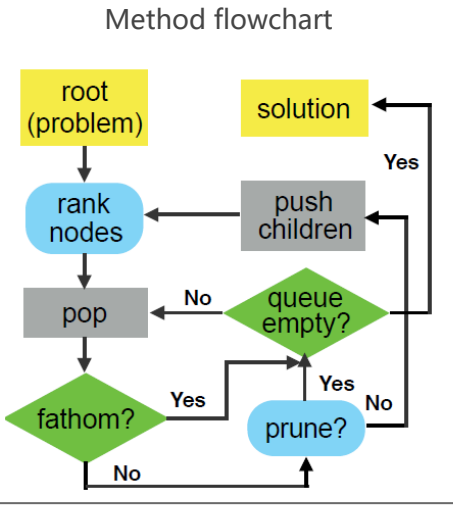 Method flowchart
root
(problem)
solution
Yes
rank
nodes
push
children
pop
No
queue
empty?
fathom?
Yes
Yes
No
prune?
No